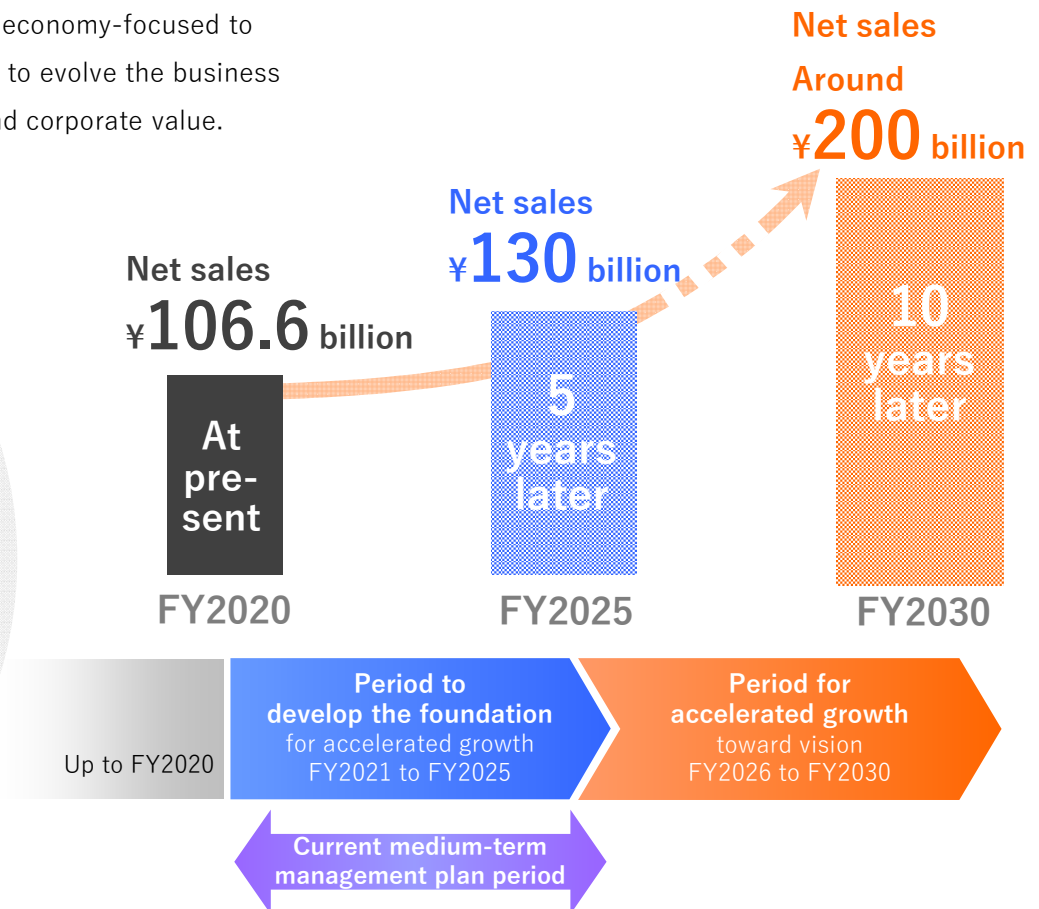 economy-focused to
to evolve the business
nd corporate value.
Net sales
¥106.6 billion
At
pre-
sent
FY2020
Net sales
¥130 billion
5
years
later
FY2025
Net sales
Around
¥200 billion
10
years
later
FY2030
Up to FY2020
Period to
develop the foundation
for accelerated growth
FY2021 to FY2025
Period for
accelerated growth
toward vision
FY2026 to FY2030
Current medium-term
management plan period